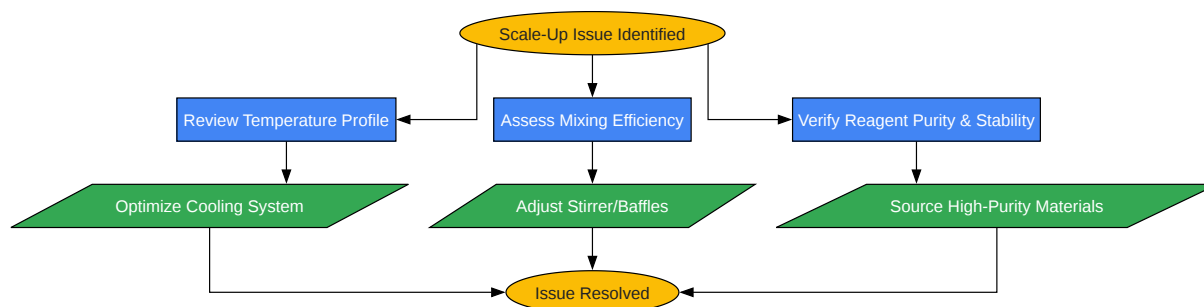 Scale-Up Issue Identified
Review Temperature Profile
Assess Mixing Efficiency
Verify Reagent Purity & Stability
Optimize Cooling System
Adjust Stirrer/Baffles
Source High-Purity Materials
Issue Resolved